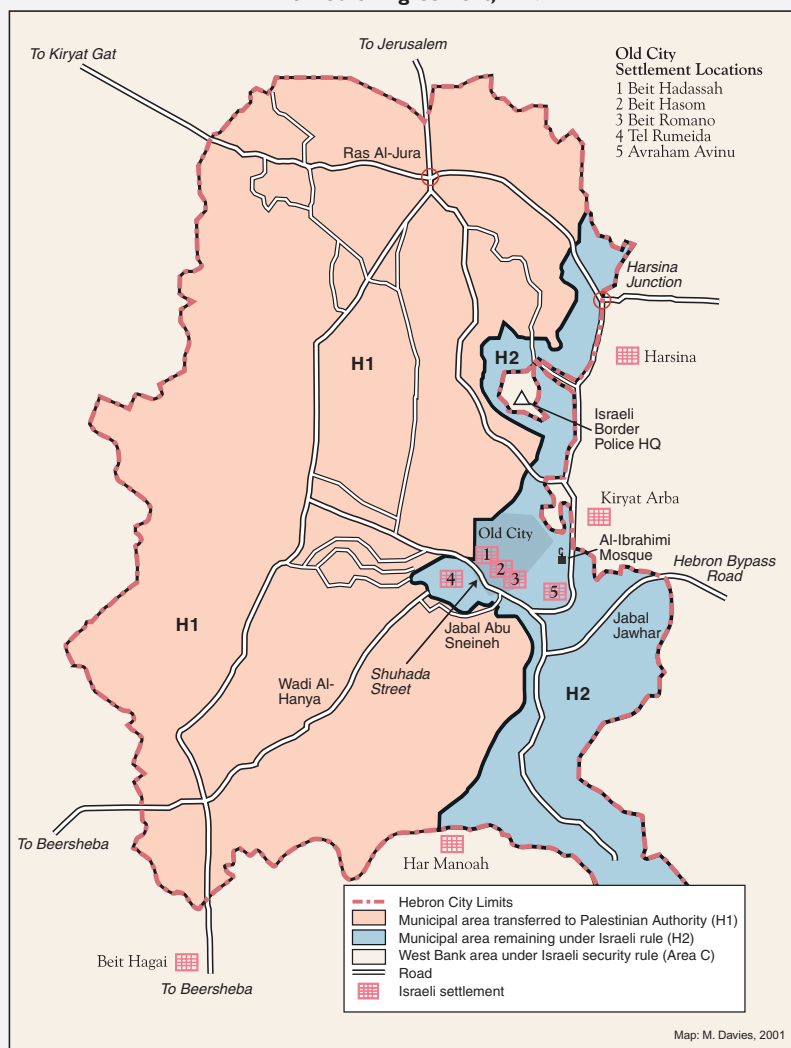 To Kiryat Gat
To Jerusalem
Old City
Settlement Locations
1 Beit Hadassah
2 Beit Hasom
3 Beit Romano
4 Tel Rumeida
5 Avraham Avinu
Ras Al-Jura
Harsina
Junction
H1
H2
Harsina
Israeli
Border
Police HQ
Kiryat Arba
Old City
Al-Ibrahimi
Mosque
1
2
3
4
5
Hebron Bypass
Road
Jabal
Jawhar
H1
Jabal Abu
Sneineh
Shuhada
Street
Wadi Al-
Hanya
H2
To Beersheba
Har Manoah
Beit Hagai
To Beersheba
Hebron City Limits
Municipal area transferred to Palestinian Authority (H1)
Municipal area remaining under Israeli rule (H2)
West Bank area under Israeli security rule (Area C)
Road
Israeli settlement
Map: M. Davies, 2001